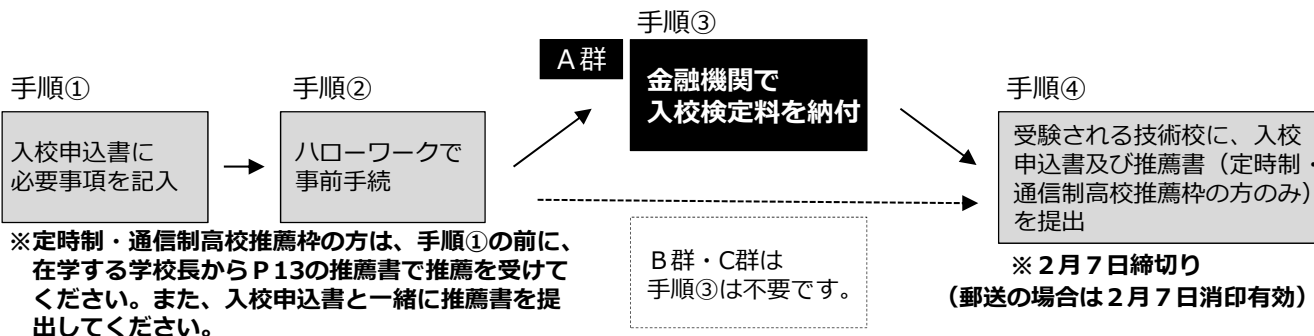 手順①
入校申込書に
必要事項を記入
手順②
ハローワークで
事前手続
手順③
A群
金融機関で
入校検定料を納付
B群・C群は
手順③は不要です。
手順④
受験される技術校に、入校
申込書及び推薦書（定時制・
通信制高校推薦枠の方のみ）
を提出
※２月７日締切り
（郵送の場合は２月７日消印有効）
※定時制・通信制高校推薦枠の方は、手順①の前に、
在学する学校長からＰ13の推薦書で推薦を受けて
ください。また、入校申込書と一緒に推薦書を提
出してください。